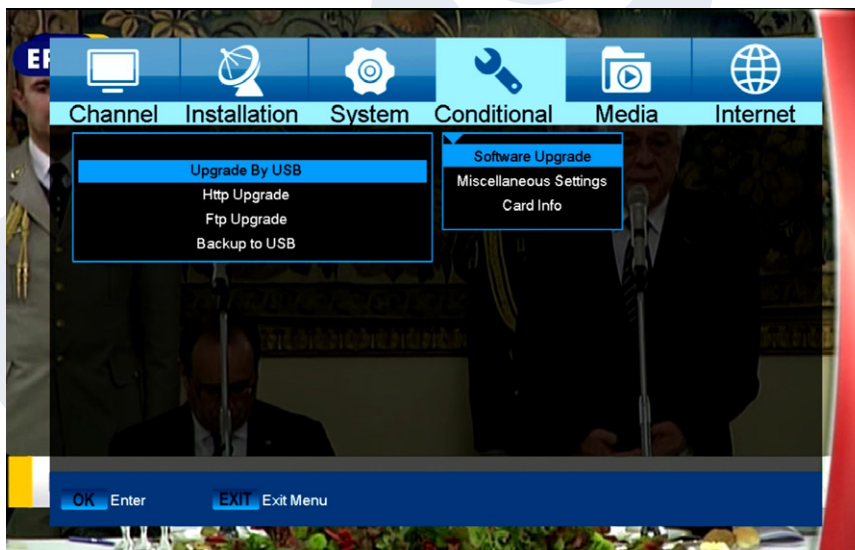 Channel Installation System Conditional Media Internet
Upgrade By USB
Http Upgrade
Ftp Upgrade
Backup to USB
Software Upgrade
Miscellaneous Settings
Card Info
OK Enter EXIT Exit Menu